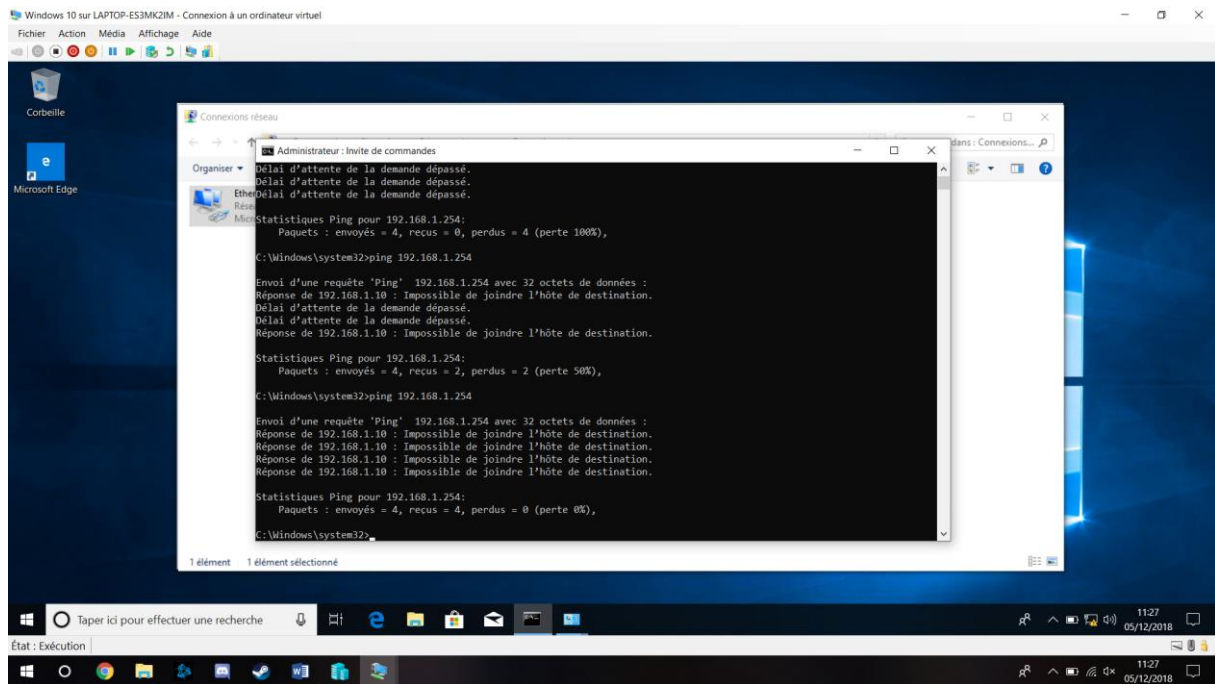 Windows 10 sur LAPTOP-ES3MK2IM - Connexion à un ordinateur virtuel
Fichier Action Média Affichage Aide
Corbeille
Microsoft Edge
Connexions réseau
dans : Connexions...
Organiser
Ether
Rése
Micr
Administrateur : Invite de commandes
Délai d'attente de la demande dépassé.
Délai d'attente de la demande dépassé.
Délai d'attente de la demande dépassé.
Statistiques Ping pour 192.168.1.254:
Paquets : envoyés = 4, reçus = 0, perdus = 4 (perte 100%),
C:\Windows\system32>ping 192.168.1.254
Envoi d'une requête 'Ping' 192.168.1.254 avec 32 octets de données :
Réponse de 192.168.1.10 : Impossible de joindre l'hôte de destination.
Délai d'attente de la demande dépassé.
Délai d'attente de la demande dépassé.
Réponse de 192.168.1.10 : Impossible de joindre l'hôte de destination.
Statistiques Ping pour 192.168.1.254:
Paquets : envoyés = 4, reçus = 2, perdus = 2 (perte 50%),
C:\Windows\system32>ping 192.168.1.254
Envoi d'une requête 'Ping' 192.168.1.254 avec 32 octets de données :
Réponse de 192.168.1.10 : Impossible de joindre l'hôte de destination.
Réponse de 192.168.1.10 : Impossible de joindre l'hôte de destination.
Réponse de 192.168.1.10 : Impossible de joindre l'hôte de destination.
Réponse de 192.168.1.10 : Impossible de joindre l'hôte de destination.
Statistiques Ping pour 192.168.1.254:
Paquets : envoyés = 4, reçus = 4, perdus = 0 (perte 0%),
C:\Windows\system32>
1 élément 1 élément sélectionné
Taper ici pour effectuer une recherche
11:27
05/12/2018
État : Exécution
11:27
05/12/2018